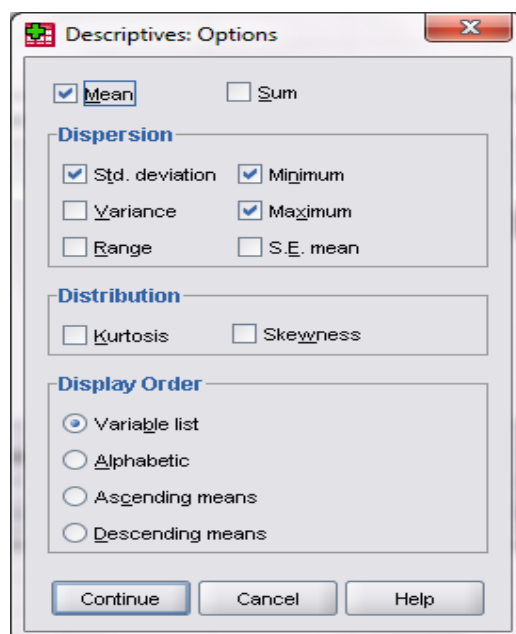 Descriptives: Options
Mean Sum
Dispersion
Std. deviation Minimum
Variance Maximum
Range S.E. mean
Distribution
Kurtosis Skewness
Display Order
Variable list
Alphabetic
Ascending means
Descending means
Continue Cancel Help